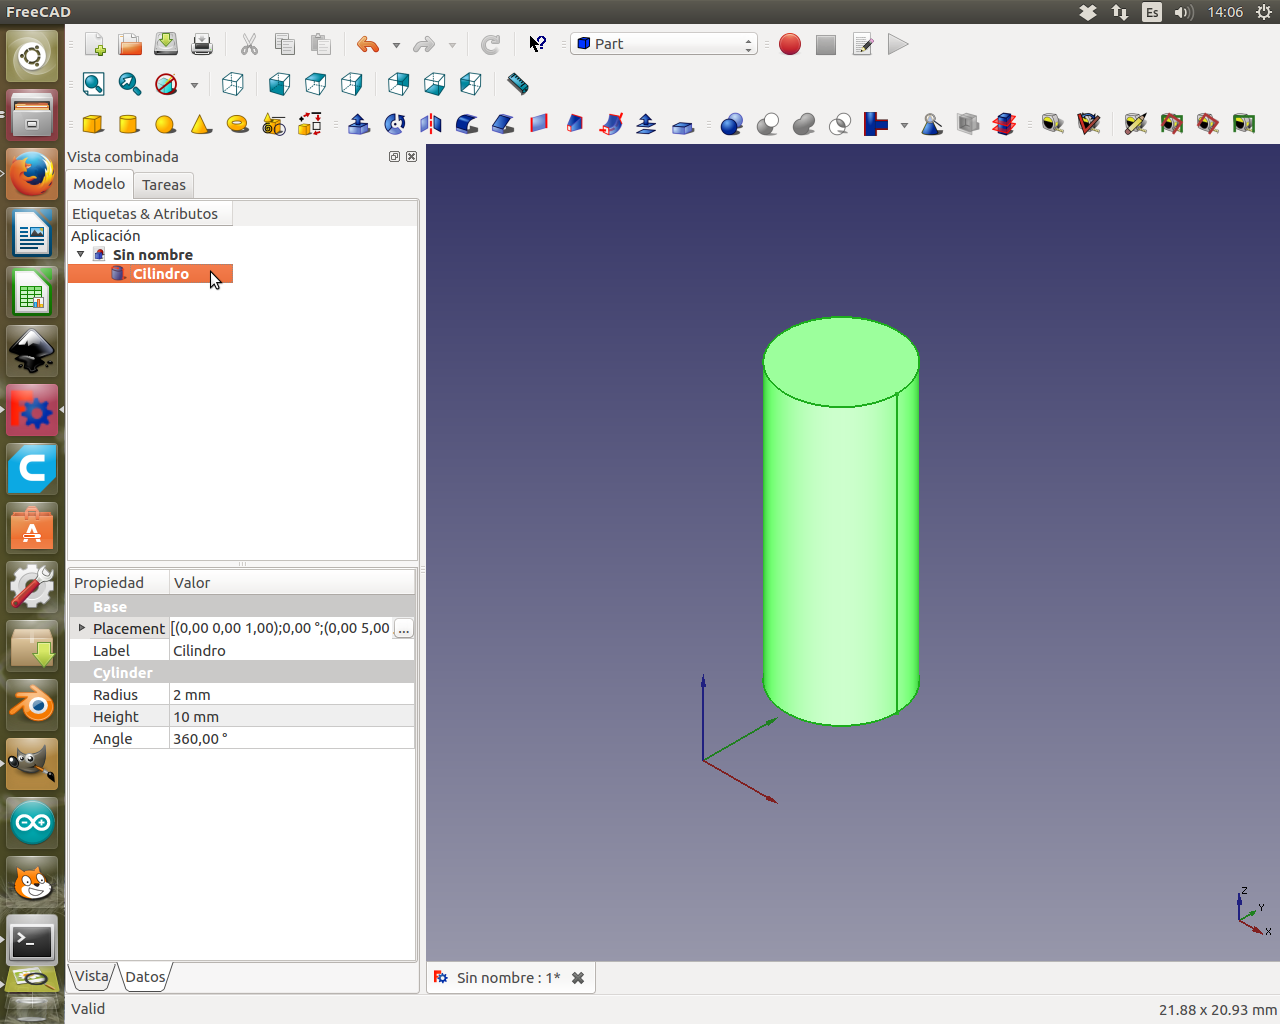 FreeCAD
Es
14:06
Part
Vista combinada
Modelo
Tareas
Etiquetas & Atributos
Aplicación
Sin nombre
Cilindro
Propiedad
Valor
Base
Placement
[(0,00 0,00 1,00);0,00 °;(0,00 5,00
...
Label
Cilindro
Cylinder
Radius
2 mm
Height
10 mm
Angle
360,00 °
Z
Y
X
Vista
Datos
Sin nombre : 1*
Valid
21.88 x 20.93 mm